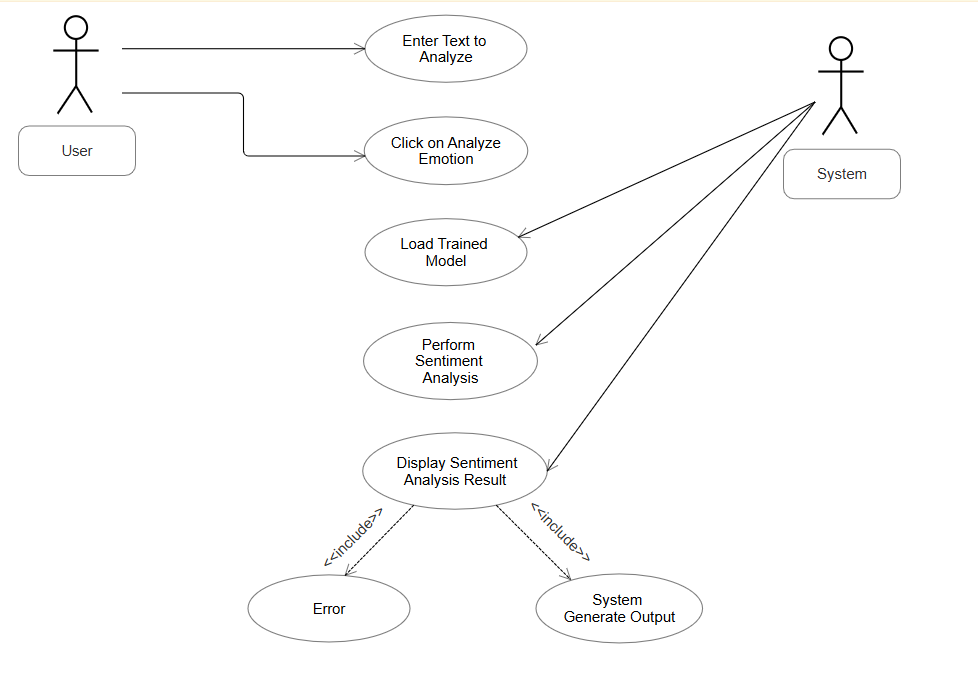 Enter Text to
Analyze
User
Click on Analyze
Emotion
System
Load Trained
Model
Perform
Sentiment
Analysis
Display Sentiment
Analysis Result
<<include>>
<<include>>
Error
System
Generate Output